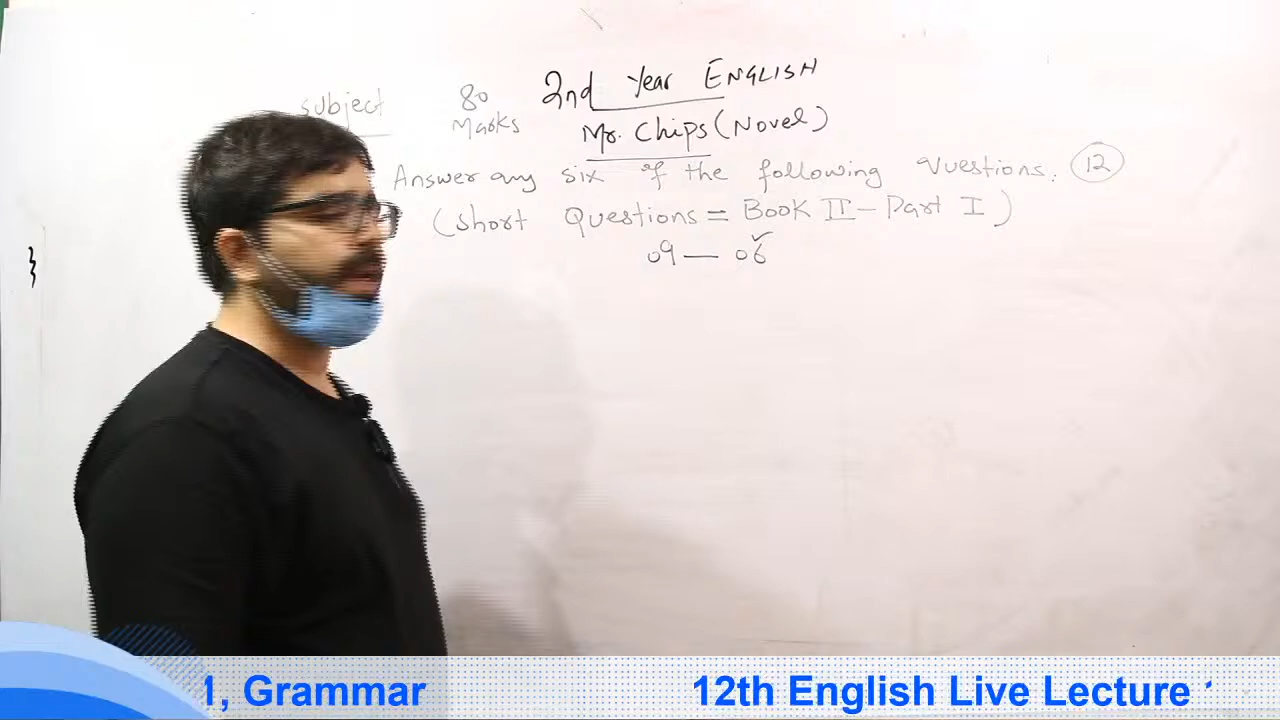 2nd Year ENGLISH
subject 80 Marks Mr. Chips (Novel)
Answer any six of the following Questions. 12
(Short Questions = Book II - Part I)
09 — 06
1, Grammar 12th English Live Lecture